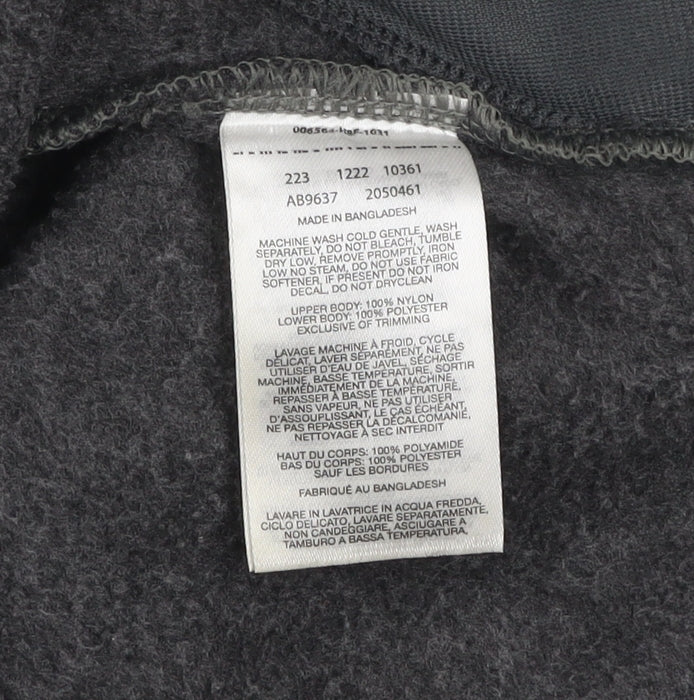 223 1222 10361
AB9637 2050461
MADE IN BANGLADESH
MACHINE WASH COLD GENTLE, WASH
SEPARATELY, DO NOT BLEACH, TUMBLE
DRY LOW, REMOVE PROMPTLY, IRON
LOW NO STEAM, DO NOT USE FABRIC
SOFTENER, IF PRESENT DO NOT IRON
DECAL, DO NOT DRYCLEAN
UPPER BODY: 100% NYLON
LOWER BODY: 100% POLYESTER
EXCLUSIVE OF TRIMMING
LAVAGE MACHINE À FROID, CYCLE
DÉLICAT, LAVER SÉPARÉMENT, NE PAS
UTILISER D'EAU DE JAVEL, SÉCHAGE
MACHINE, BASSE TEMPÉRATURE, SORTIR
IMMÉDIATEMENT DE LA MACHINE,
REPASSER À BASSE TEMPÉRATURE,
SANS VAPEUR, NE PAS UTILISER
D'ASSOUPLISSANT, LE CAS ÉCHÉANT,
NE PAS REPASSER LA DÉCALCOMANIE,
NETTOYAGE À SEC INTERDIT
HAUT DU CORPS: 100% POLYAMIDE
BAS DU CORPS: 100% POLYESTER
SAUF LES BORDURES
FABRIQUÉ AU BANGLADESH
LAVARE IN LAVATRICE IN ACQUA FREDDA,
CICLO DELICATO, LAVARE SEPARATAMENTE,
NON CANDEGGIARE, ASCIUGARE A
TAMBURO A BASSA TEMPERATURA,